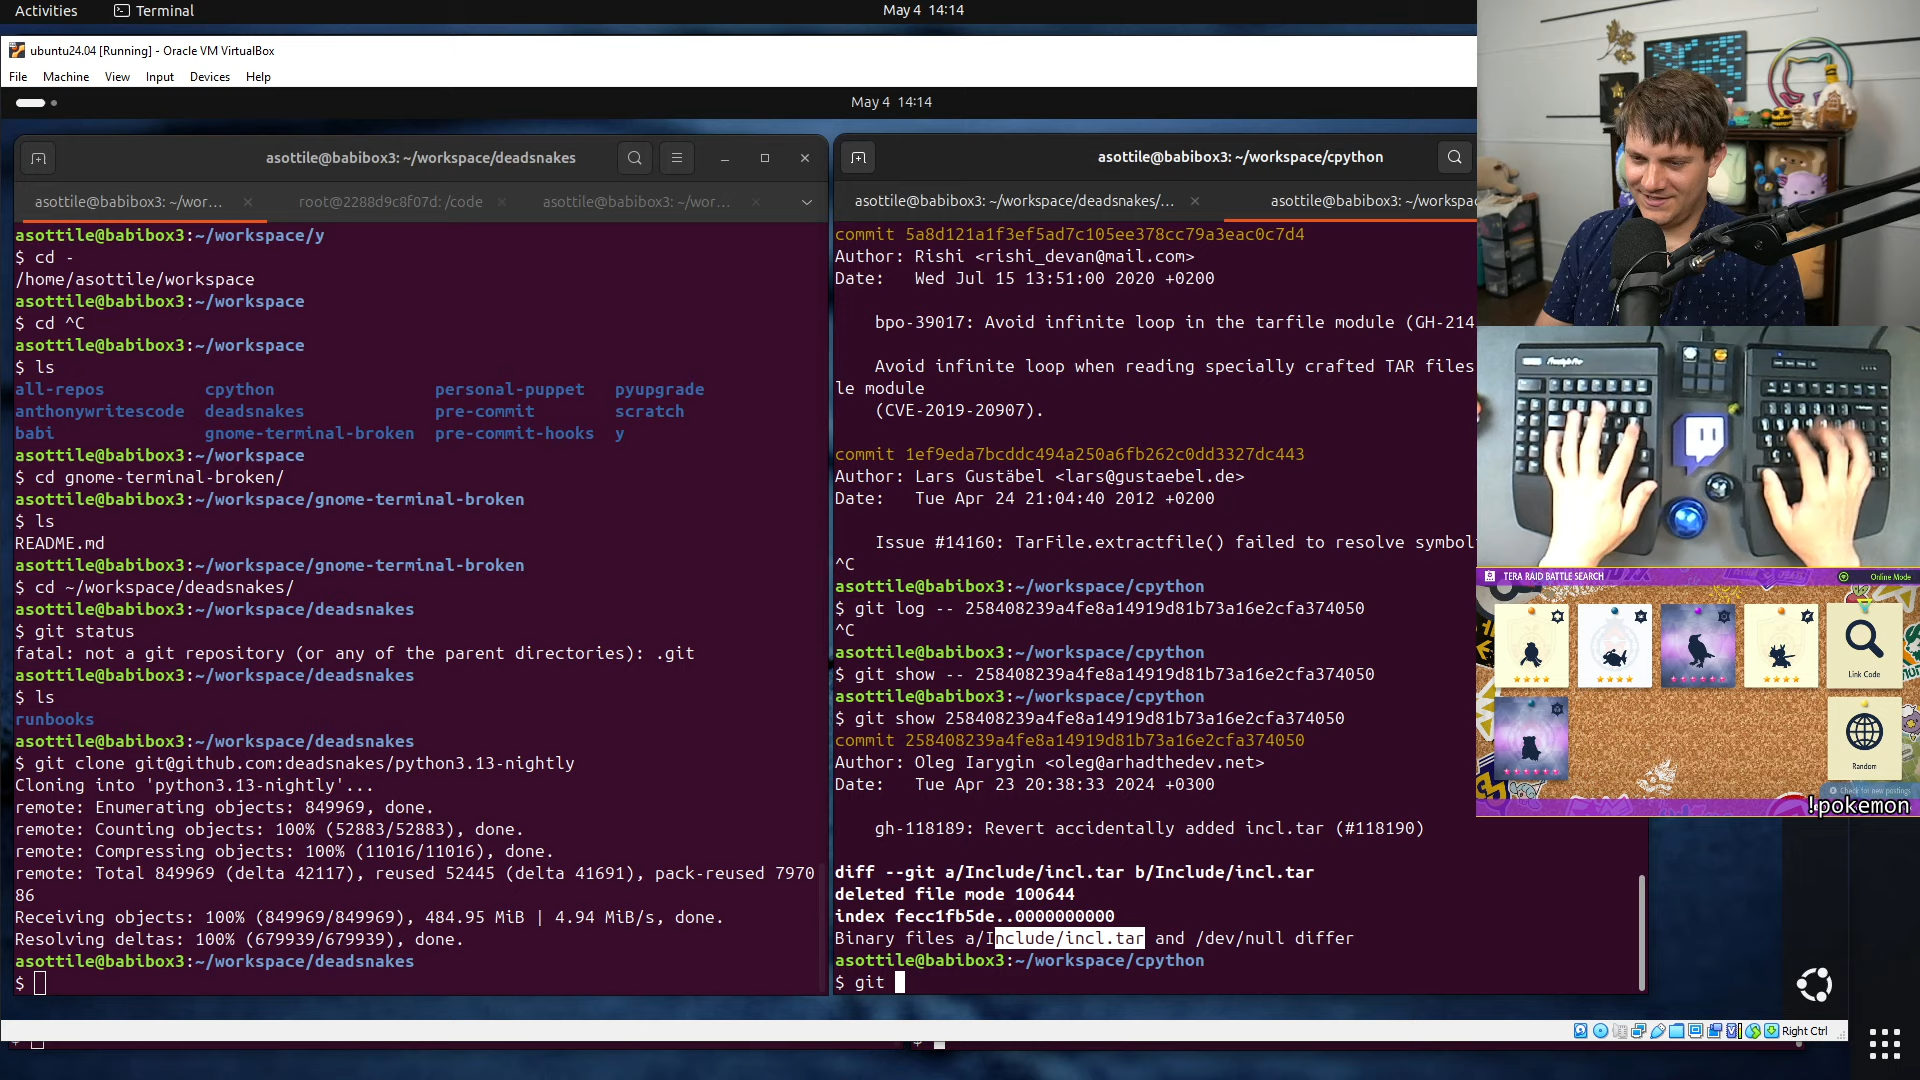 Activities
Terminal
May 4 14:14
ubuntu24.04 [Running] - Oracle VM VirtualBox
File Machine View Input Devices Help
May 4 14:14
asottile@babibox3: ~/workspace/deadsnakes
asottile@babibox3: ~/wor...
root@2288d9c8f07d: /code
asottile@babibox3: ~/wor...
asottile@babibox3:~/workspace/y
$ cd -
/home/asottile/workspace
asottile@babibox3:~/workspace
$ cd ^C
asottile@babibox3:~/workspace
$ ls
all-repos cpython personal-puppet pyupgrade
anthonywritescode deadsnakes pre-commit scratch
babi gnome-terminal-broken pre-commit-hooks y
asottile@babibox3:~/workspace
$ cd gnome-terminal-broken/
asottile@babibox3:~/workspace/gnome-terminal-broken
$ ls
README.md
asottile@babibox3:~/workspace/gnome-terminal-broken
$ cd ~/workspace/deadsnakes/
asottile@babibox3:~/workspace/deadsnakes
$ git status
fatal: not a git repository (or any of the parent directories): .git
asottile@babibox3:~/workspace/deadsnakes
$ ls
runbooks
asottile@babibox3:~/workspace/deadsnakes
$ git clone git@github.com:deadsnakes/python3.13-nightly
Cloning into 'python3.13-nightly'...
remote: Enumerating objects: 849969, done.
remote: Counting objects: 100% (52883/52883), done.
remote: Compressing objects: 100% (11016/11016), done.
remote: Total 849969 (delta 42117), reused 52445 (delta 41691), pack-reused 7970
86
Receiving objects: 100% (849969/849969), 484.95 MiB | 4.94 MiB/s, done.
Resolving deltas: 100% (679939/679939), done.
asottile@babibox3:~/workspace/deadsnakes
$
asottile@babibox3: ~/workspace/cpython
asottile@babibox3: ~/workspace/deadsnakes/...
asottile@babibox3: ~/workspac
commit 5a8d121a1f3ef5ad7c105ee378cc79a3eac0c7d4
Author: Rishi <rishi_devan@mail.com>
Date: Wed Jul 15 13:51:00 2020 +0200
bpo-39017: Avoid infinite loop in the tarfile module (GH-214
Avoid infinite loop when reading specially crafted TAR files
le module
(CVE-2019-20907).
commit 1ef9eda7bcddc494a250a6fb262c0dd3327dc443
Author: Lars Gustäbel <lars@gustaebel.de>
Date: Tue Apr 24 21:04:40 2012 +0200
Issue #14160: TarFile.extractfile() failed to resolve symbol
^C
asottile@babibox3:~/workspace/cpython
$ git log -- 258408239a4fe8a14919d81b73a16e2cfa374050
^C
asottile@babibox3:~/workspace/cpython
$ git show -- 258408239a4fe8a14919d81b73a16e2cfa374050
asottile@babibox3:~/workspace/cpython
$ git show 258408239a4fe8a14919d81b73a16e2cfa374050
commit 258408239a4fe8a14919d81b73a16e2cfa374050
Author: Oleg Iarygin <oleg@arhadthedev.net>
Date: Tue Apr 23 20:38:33 2024 +0300
gh-118189: Revert accidentally added incl.tar (#118190)
diff --git a/Include/incl.tar b/Include/incl.tar
deleted file mode 100644
index fecc1fb5de..0000000000
Binary files a/Include/incl.tar and /dev/null differ
asottile@babibox3:~/workspace/cpython
$ git
TERA RAID BATTLE SEARCH
Online Mode
Link Code
Random
Check for new postings
!pokemon
Right Ctrl